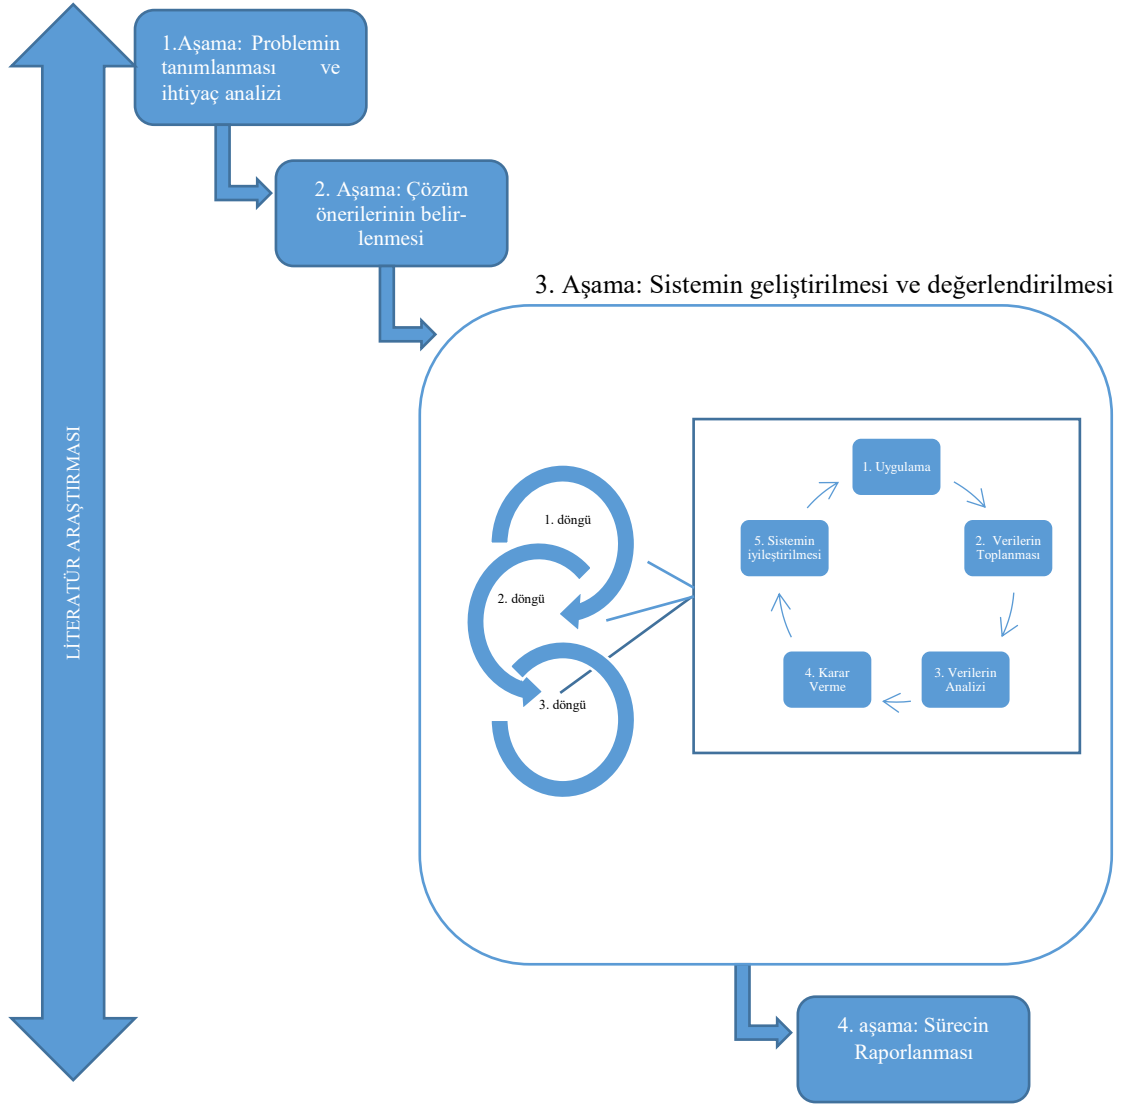 1.Aşama: Problemin
tanımlanması ve
ihtiyaç analizi
2. Aşama: Çözüm
önerilerinin belir-
lenmesi
3. Aşama: Sistemin geliştirilmesi ve değerlendirilmesi
LİTERATÜR ARAŞTIRMASI
1. döngü
2. döngü
3. döngü
1. Uygulama
2. Verilerin
Toplanması
3. Verilerin
Analizi
4. Karar
Verme
5. Sistemin
iyileştirilmesi
4. aşama: Sürecin
Raporlanması